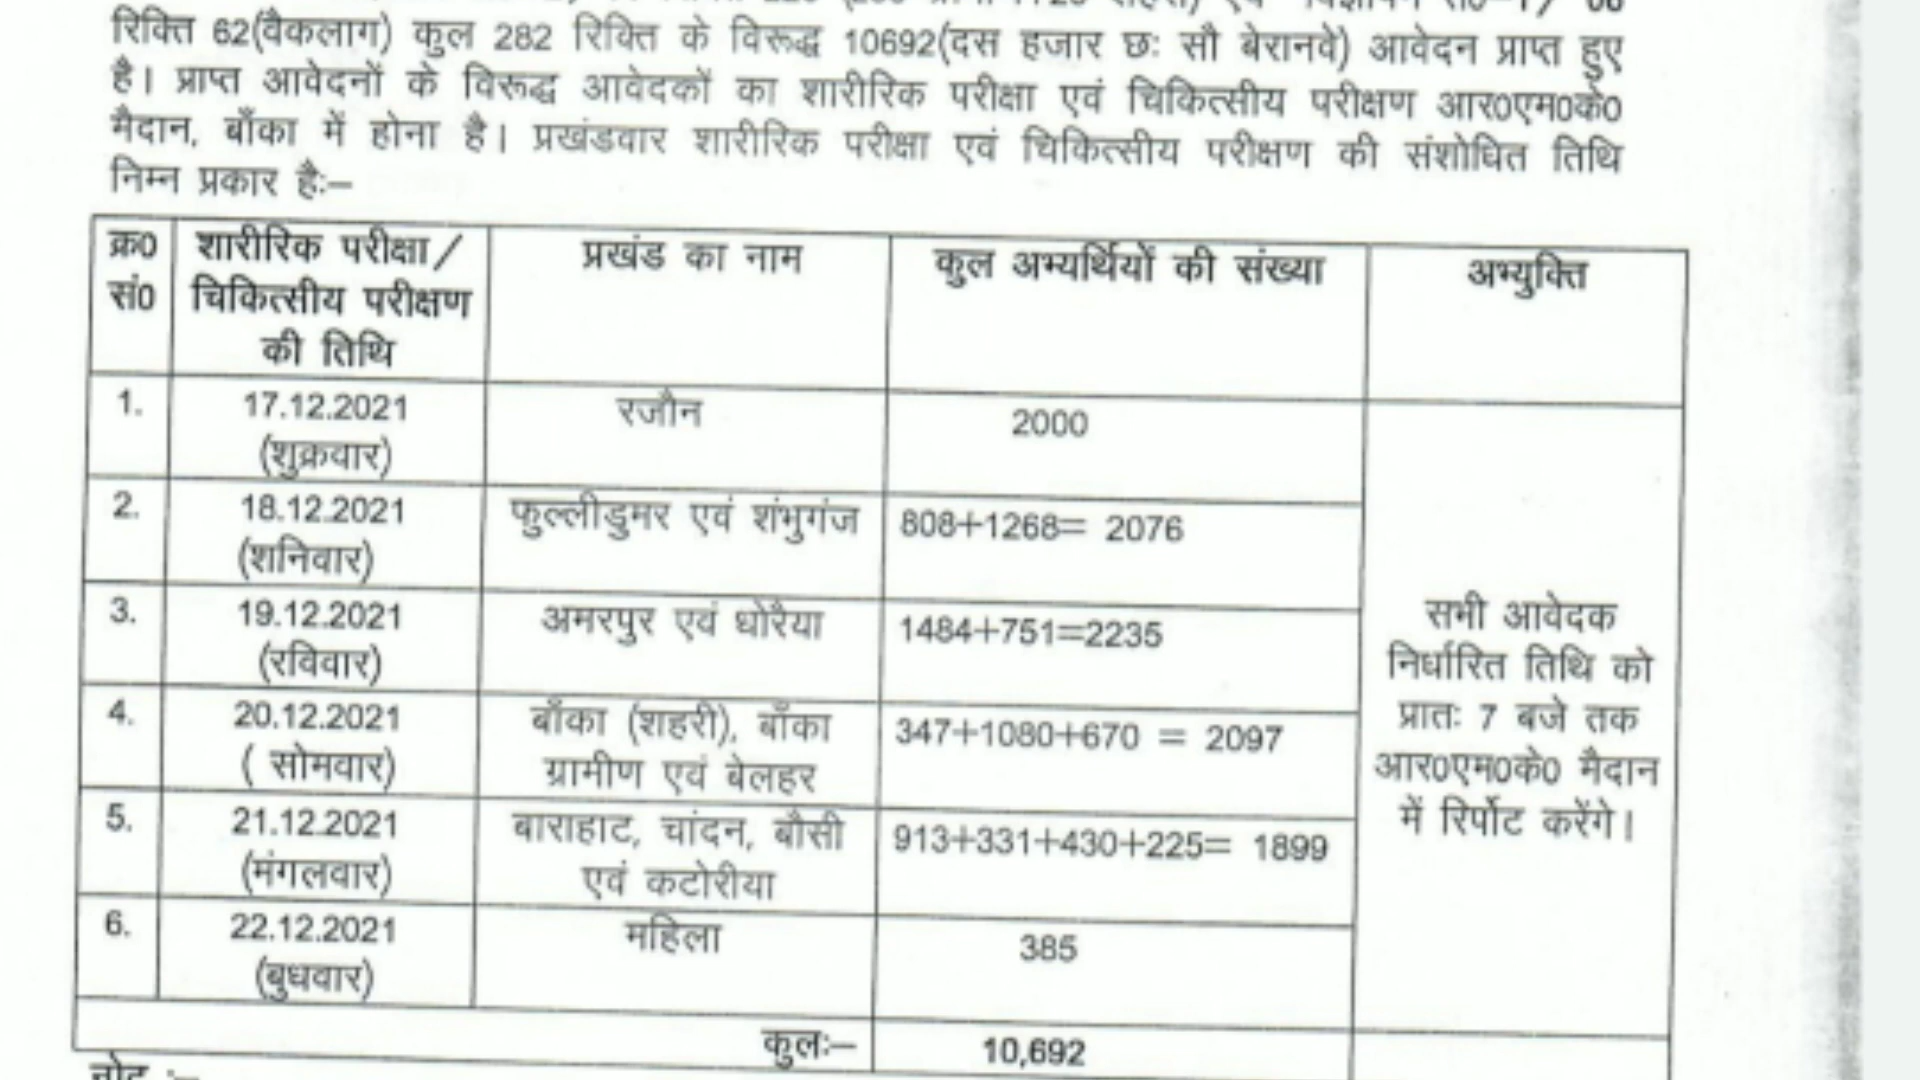 रिक्ति 62(वैकलाग) कुल 282 रिक्ति के विरूद्ध 10692(दस हजार छः सौ बेरानवे) आवेदन प्राप्त हुए
है। प्राप्त आवेदनों के विरूद्ध आवेदकों का शारीरिक परीक्षा एवं चिकित्सीय परीक्षण आर0एम0के0
मैदान, बाँका में होना है। प्रखंडवार शारीरिक परीक्षा एवं चिकित्सीय परीक्षण की संशोधित तिथि
निम्न प्रकार हैः–
क्र0 सं0
शारीरिक परीक्षा/
चिकित्सीय परीक्षण
की तिथि
प्रखंड का नाम
कुल अभ्यर्थियों की संख्या
अभ्युक्ति
1.
17.12.2021
(शुक्रवार)
रजौन
2000
2.
18.12.2021
(शनिवार)
फुल्लीडुमर एवं शंभुगंज
808+1268= 2076
3.
19.12.2021
(रविवार)
अमरपुर एवं धोरैया
1484+751=2235
4.
20.12.2021
( सोमवार)
बाँका (शहरी), बाँका
ग्रामीण एवं बेलहर
347+1080+670 = 2097
5.
21.12.2021
(मंगलवार)
बाराहाट, चांदन, बौसी
एवं कटोरीया
913+331+430+225= 1899
6.
22.12.2021
(बुधवार)
महिला
385
सभी आवेदक
निर्धारित तिथि को
प्रातः 7 बजे तक
आर0एम0के0 मैदान
में रिर्पोट करेंगे।
कुलः–
10,692
नोट :–